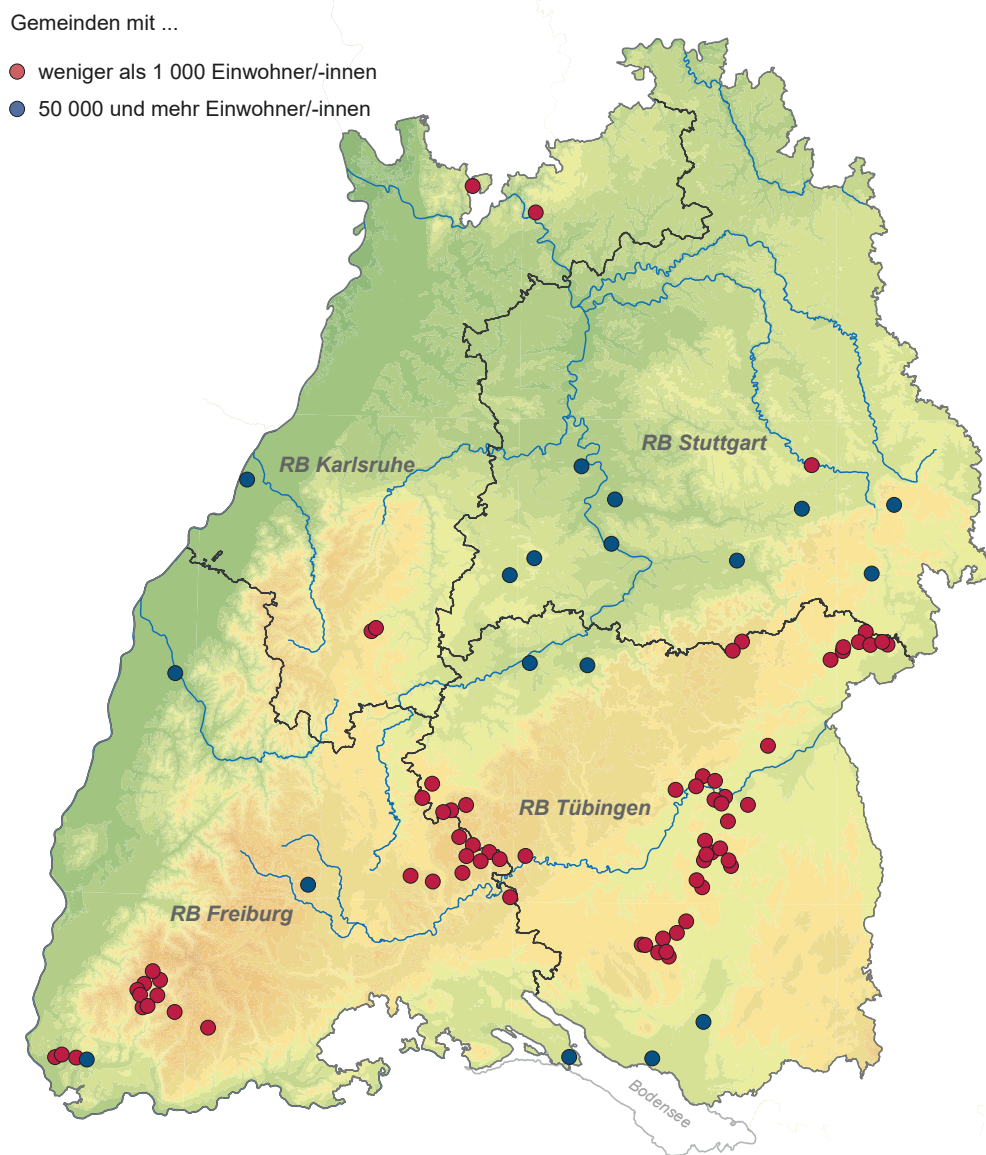 Gemeinden mit ...
weniger als 1 000 Einwohner/-innen
50 000 und mehr Einwohner/-innen
RB Stuttgart
RB Karlsruhe
RB Tübingen
RB Freiburg
Bodensee